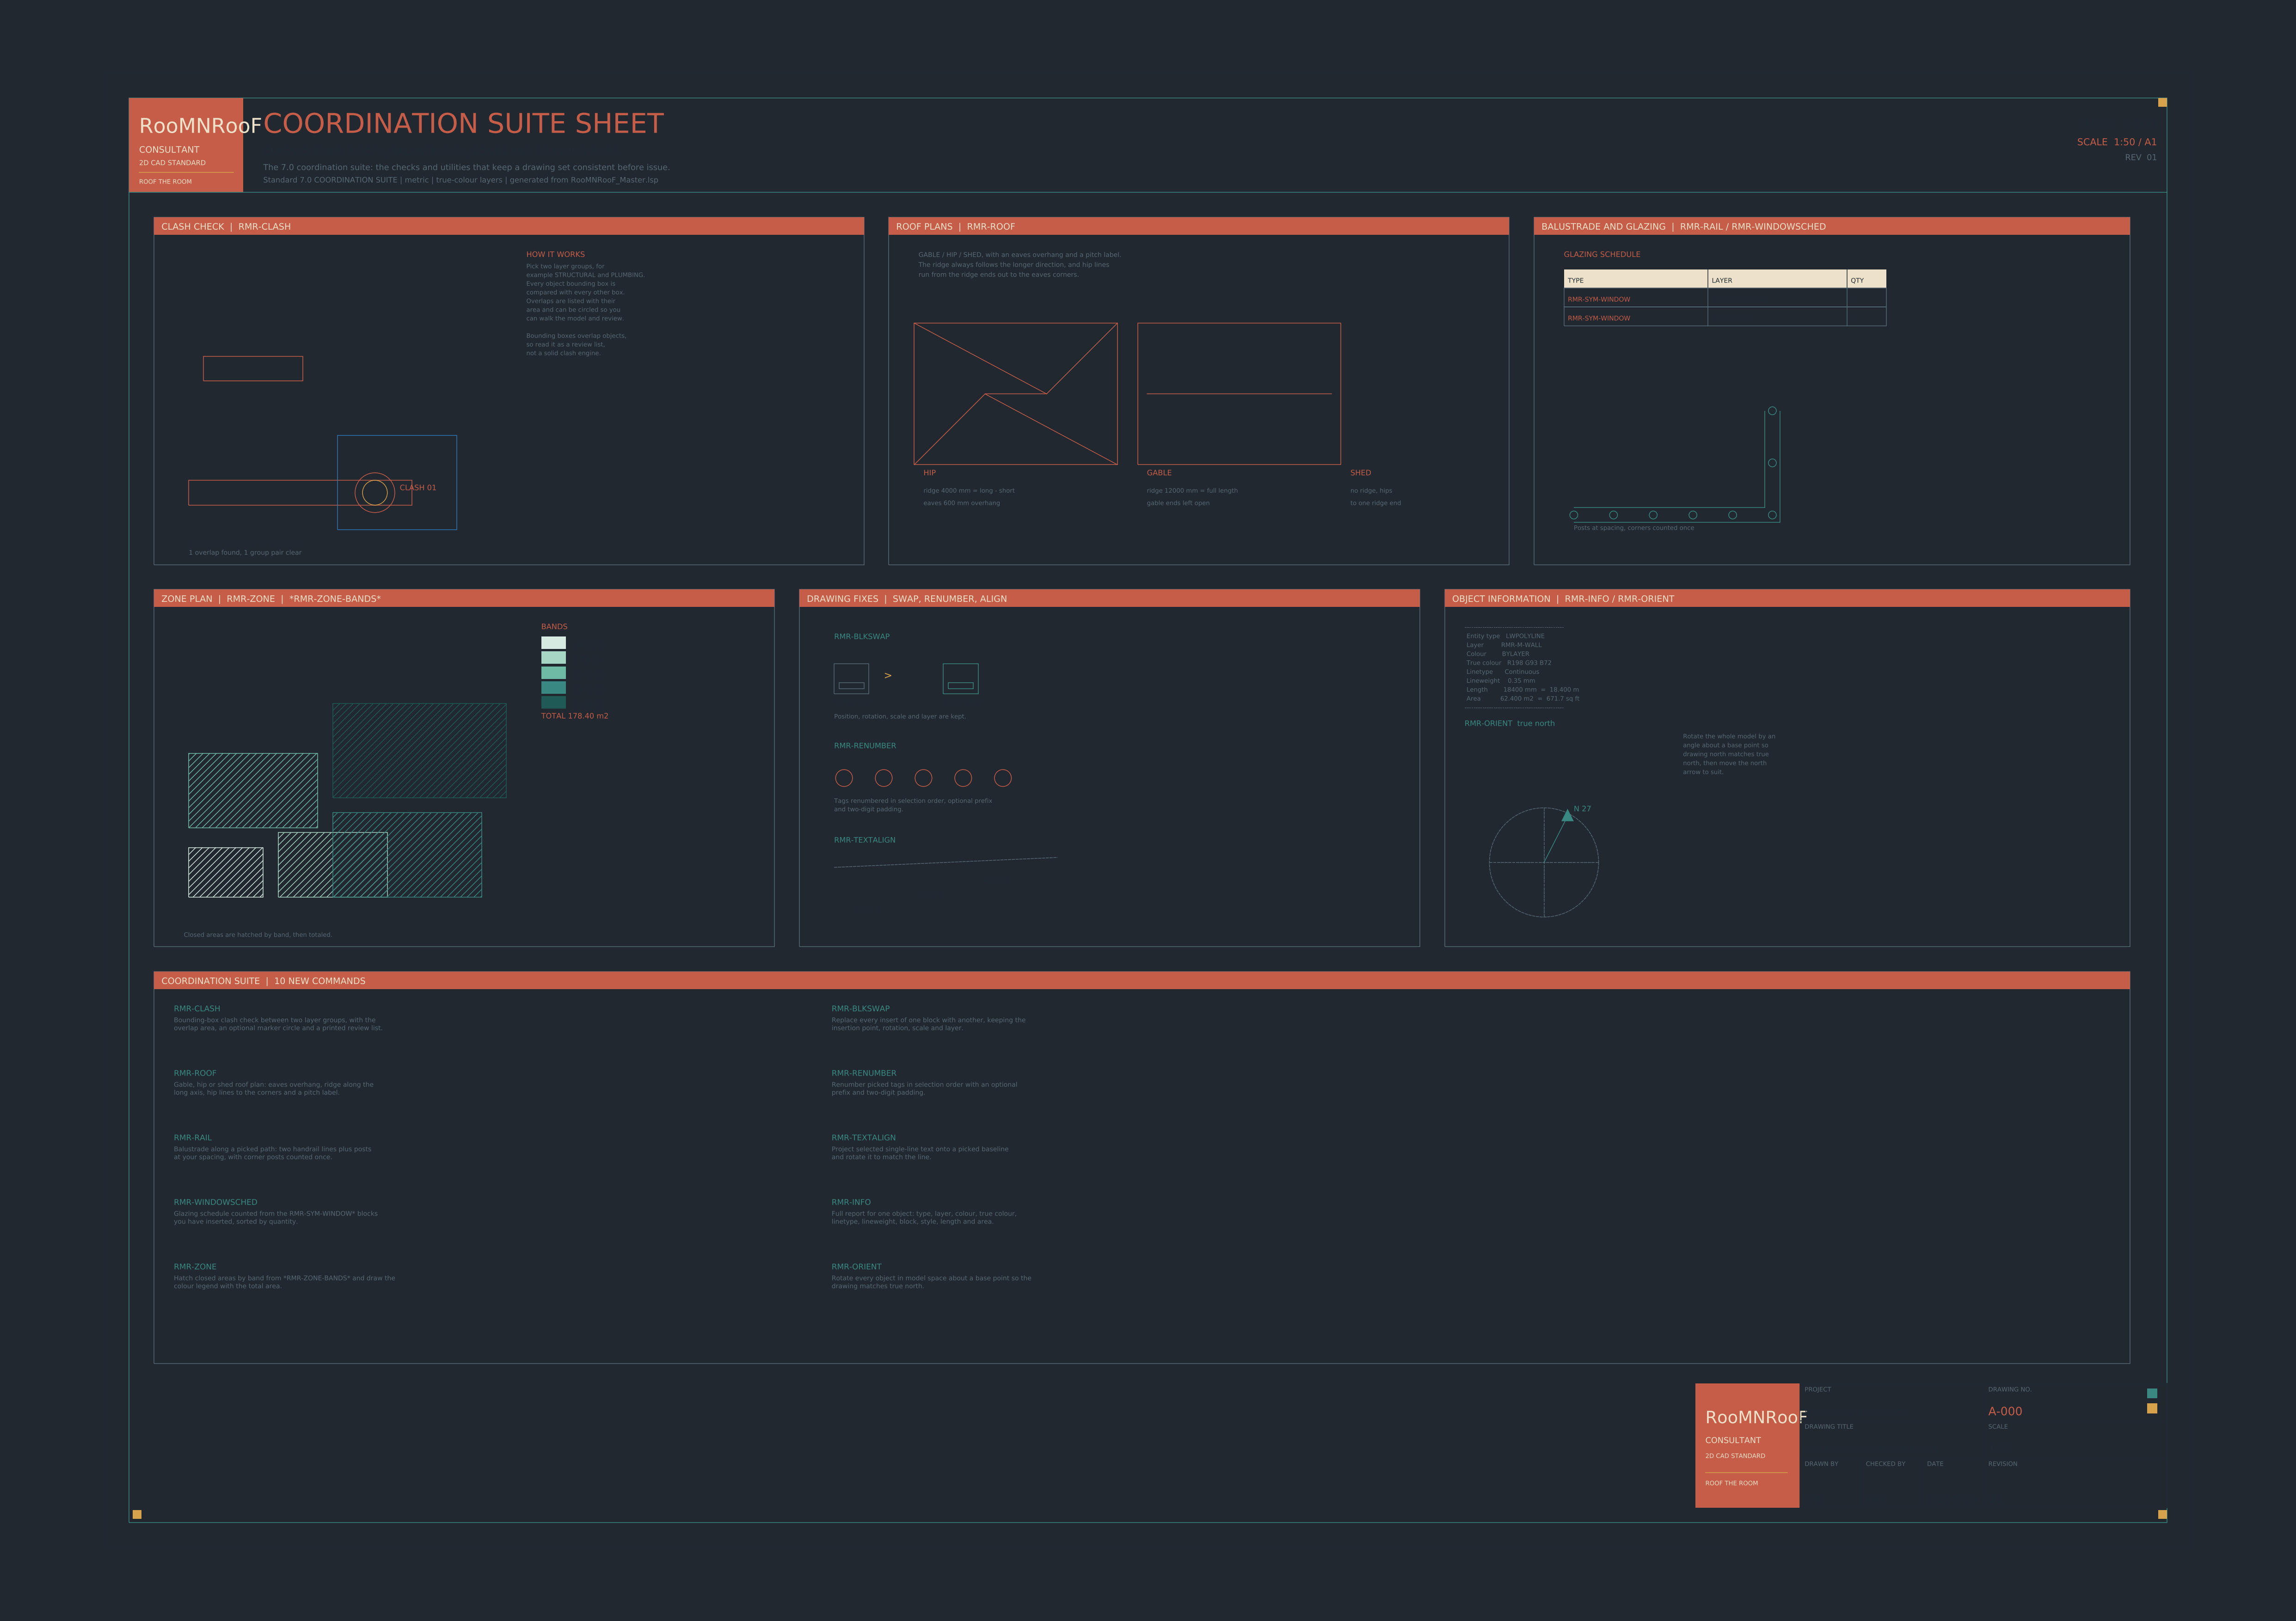 RooMNRooF
CONSULTANT
2D CAD STANDARD
ROOF THE ROOM
COORDINATION SUITE SHEET
The 7.0 coordination suite: the checks and utilities that keep a drawing set consistent before issue.
Standard 7.0 COORDINATION SUITE | metric | true-colour layers | generated from RooMNRooF_Master.lsp
SCALE 1:50 / A1
REV 01
CLASH CHECK | RMR-CLASH
HOW IT WORKS
Pick two layer groups, for
example STRUCTURAL and PLUMBING.
Every object bounding box is
compared with every other box.
Overlaps are listed with their
area and can be circled so you
can walk the model and review.
Bounding boxes overlap objects,
so read it as a review list,
not a solid clash engine.
CLASH 01
1 overlap found, 1 group pair clear
ROOF PLANS | RMR-ROOF
GABLE / HIP / SHED, with an eaves overhang and a pitch label.
The ridge always follows the longer direction, and hip lines
run from the ridge ends out to the eaves corners.
HIP
ridge 4000 mm = long - short
eaves 600 mm overhang
GABLE
ridge 12000 mm = full length
gable ends left open
SHED
no ridge, hips
to one ridge end
BALUSTRADE AND GLAZING | RMR-RAIL / RMR-WINDOWSCHED
GLAZING SCHEDULE
TYPE LAYER QTY
RMR-SYM-WINDOW
RMR-SYM-WINDOW
Posts at spacing, corners counted once
ZONE PLAN | RMR-ZONE | *RMR-ZONE-BANDS*
BANDS
TOTAL 178.40 m2
Closed areas are hatched by band, then totaled.
DRAWING FIXES | SWAP, RENUMBER, ALIGN
RMR-BLKSWAP
>
Position, rotation, scale and layer are kept.
RMR-RENUMBER
Tags renumbered in selection order, optional prefix
and two-digit padding.
RMR-TEXTALIGN
OBJECT INFORMATION | RMR-INFO / RMR-ORIENT
Entity type LWPOLYLINE
Layer RMR-M-WALL
Colour BYLAYER
True colour R198 G93 B72
Linetype Continuous
Lineweight 0.35 mm
Length 18400 mm = 18.400 m
Area 62.400 m2 = 671.7 sq ft
RMR-ORIENT true north
Rotate the whole model by an
angle about a base point so
drawing north matches true
north, then move the north
arrow to suit.
N 27
COORDINATION SUITE | 10 NEW COMMANDS
RMR-CLASH
Bounding-box clash check between two layer groups, with the
overlap area, an optional marker circle and a printed review list.
RMR-ROOF
Gable, hip or shed roof plan: eaves overhang, ridge along the
long axis, hip lines to the corners and a pitch label.
RMR-RAIL
Balustrade along a picked path: two handrail lines plus posts
at your spacing, with corner posts counted once.
RMR-WINDOWSCHED
Glazing schedule counted from the RMR-SYM-WINDOW* blocks
you have inserted, sorted by quantity.
RMR-ZONE
Hatch closed areas by band from *RMR-ZONE-BANDS* and draw the
colour legend with the total area.
RMR-BLKSWAP
Replace every insert of one block with another, keeping the
insertion point, rotation, scale and layer.
RMR-RENUMBER
Renumber picked tags in selection order with an optional
prefix and two-digit padding.
RMR-TEXTALIGN
Project selected single-line text onto a picked baseline
and rotate it to match the line.
RMR-INFO
Full report for one object: type, layer, colour, true colour,
linetype, lineweight, block, style, length and area.
RMR-ORIENT
Rotate every object in model space about a base point so the
drawing matches true north.
RooMNRooF
CONSULTANT
2D CAD STANDARD
ROOF THE ROOM
PROJECT
DRAWING NO.
A-000
DRAWING TITLE
SCALE
DRAWN BY CHECKED BY DATE REVISION